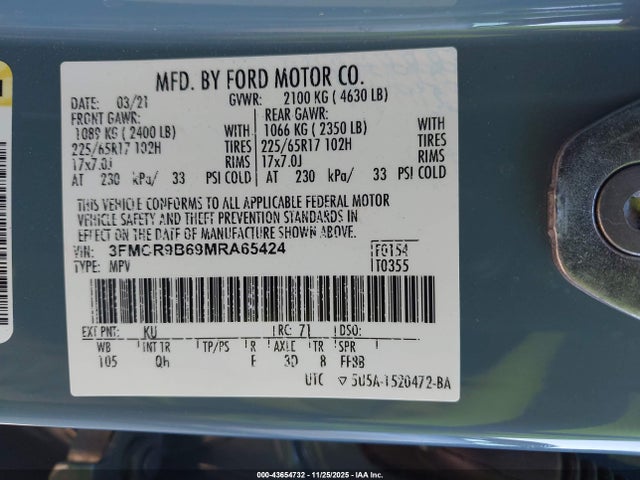 MFD. BY FORD MOTOR CO.
DATE: 03/21 GVWR: 2100 KG ( 4630 LB)
FRONT GAWR: REAR GAWR:
1089 KG (2400 LB) WITH 1066 KG (2350 LB) WITH
225/65R17 102H TIRES 225/65R17 102H TIRES
17x7.0J RIMS 17x7.0J RIMS
AT 230 kPa/ 33 PSI COLD AT 230 kPa/ 33 PSI COLD
THIS VEHICLE CONFORMS TO ALL APPLICABLE FEDERAL MOTOR
VEHICLE SAFETY AND THEFT PREVENTION STANDARDS IN
EFFECT ON THE DATE OF MANUFACTURE SHOWN ABOVE.
VIN: 3FMCR9B69MRA65424 F0154
TYPE: MPV T0355
EXT PNT: KU RC: 71 DSO:
WB INT TR TP/PS R AXLE TR SPR
105 3D 8
UTC ▽ 5U5A-1520472-BA
000-43654732 - 11/25/2025 - IAA Inc.